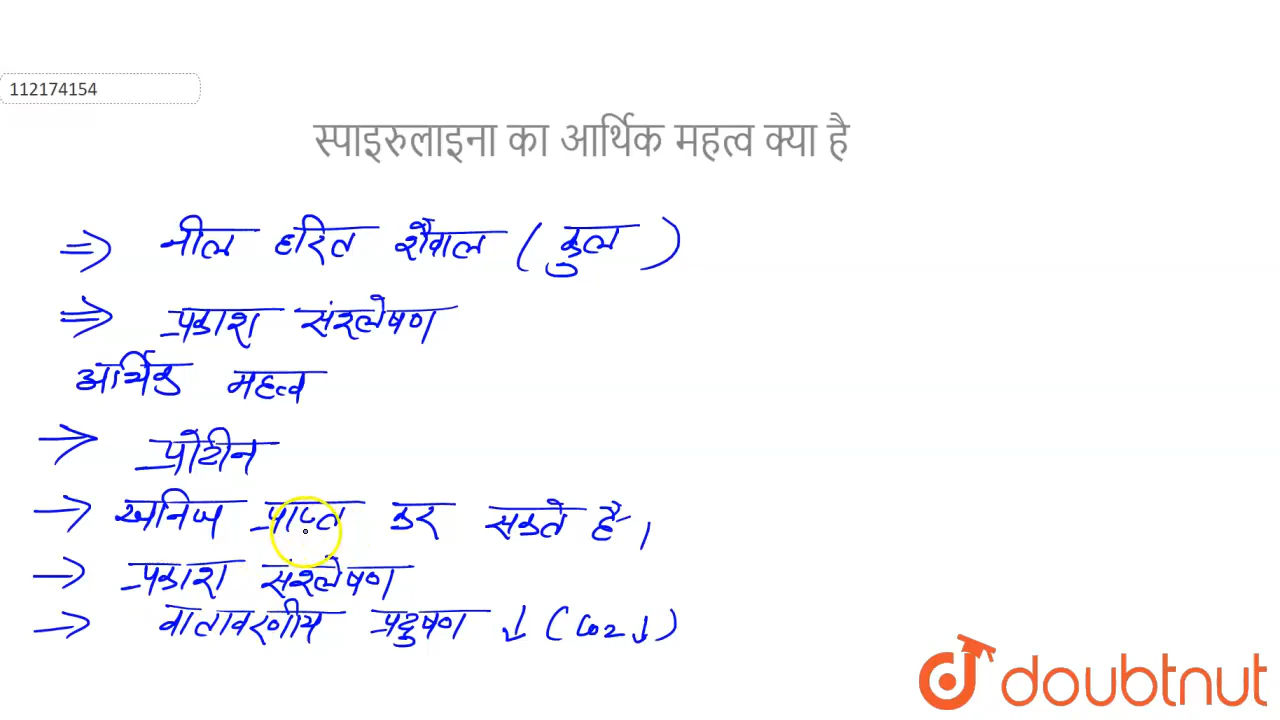 112174154
स्पाइरुलाइना का आर्थिक महत्व क्या है
⇒ नील हरित शैवाल ( कुल )
⇒ प्रकाश संश्लेषण
आर्थिक महत्व
→ प्रोटीन
→ खनिज प्राप्त कर सकते है ।
→ प्रकाश संश्लेषण
→ वातावरणीय प्रदुषण ↓ ( CO2 ↓ )
doubtnut